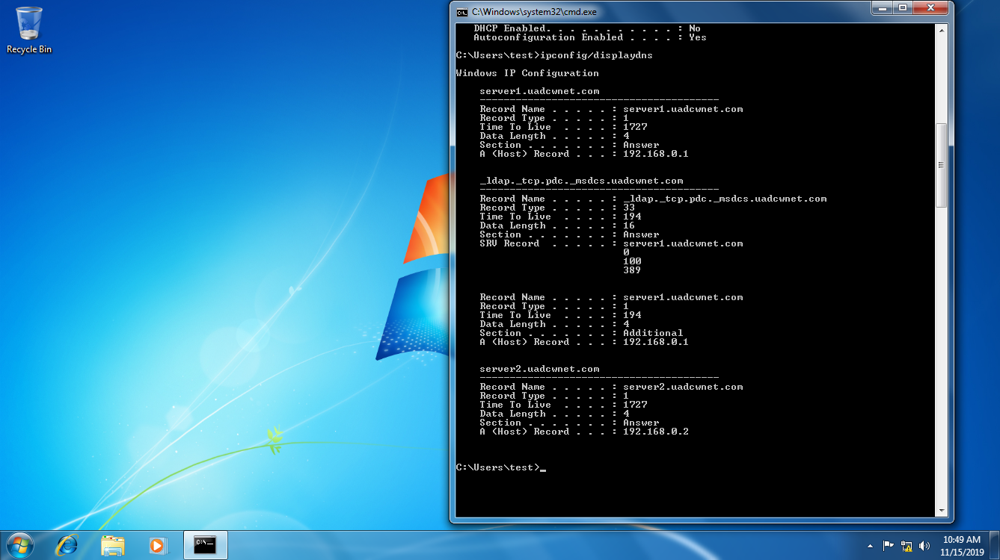 Recycle Bin
C:\Windows\system32\cmd.exe
DHCP Enabled. . . . . . . . . . . : No
Autoconfiguration Enabled . . . . : Yes
C:\Users\test>ipconfig/displaydns
Windows IP Configuration
server1.uadcwnet.com
----------------------------------------
Record Name . . . . . : server1.uadcwnet.com
Record Type . . . . . : 1
Time To Live  . . . . : 1727
Data Length . . . . . : 4
Section . . . . . . . : Answer
A (Host) Record . . . : 192.168.0.1
_ldap._tcp.pdc._msdcs.uadcwnet.com
----------------------------------------
Record Name . . . . . : _ldap._tcp.pdc._msdcs.uadcwnet.com
Record Type . . . . . : 33
Time To Live  . . . . : 194
Data Length . . . . . : 16
Section . . . . . . . : Answer
SRV Record  . . . . . : server1.uadcwnet.com
0
100
389
Record Name . . . . . : server1.uadcwnet.com
Record Type . . . . . : 1
Time To Live  . . . . : 194
Data Length . . . . . : 4
Section . . . . . . . : Additional
A (Host) Record . . . : 192.168.0.1
server2.uadcwnet.com
----------------------------------------
Record Name . . . . . : server2.uadcwnet.com
Record Type . . . . . : 1
Time To Live  . . . . : 1727
Data Length . . . . . : 4
Section . . . . . . . : Answer
A (Host) Record . . . : 192.168.0.2
C:\Users\test>_
10:49 AM
11/15/2019